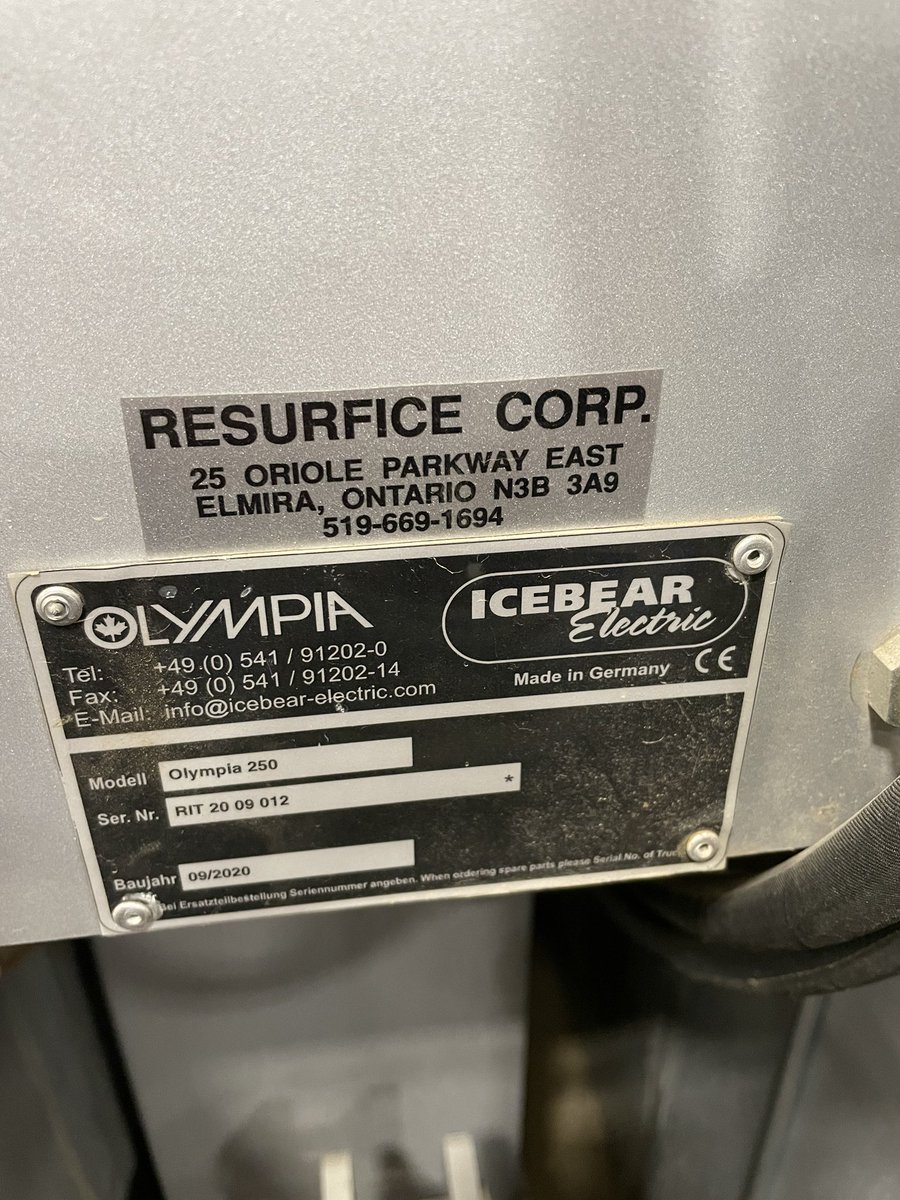 RESURFICE CORP.
25 ORIOLE PARKWAY EAST
ELMIRA, ONTARIO N3B 3A9
519-669-1694
OLYMPIA
ICEBEAR
Electric
Tel: +49 (0) 541 / 91202-0
Fax: +49 (0) 541 / 91202-14
E-Mail: info@icebear-electric.com
Made in Germany CE
Modell Olympia 250
Ser. Nr. RIT 20 09 012 *
Baujahr 09/2020
Bei Ersatzteilbestellung Seriennummer angeben. When ordering spare parts please Serial No. of